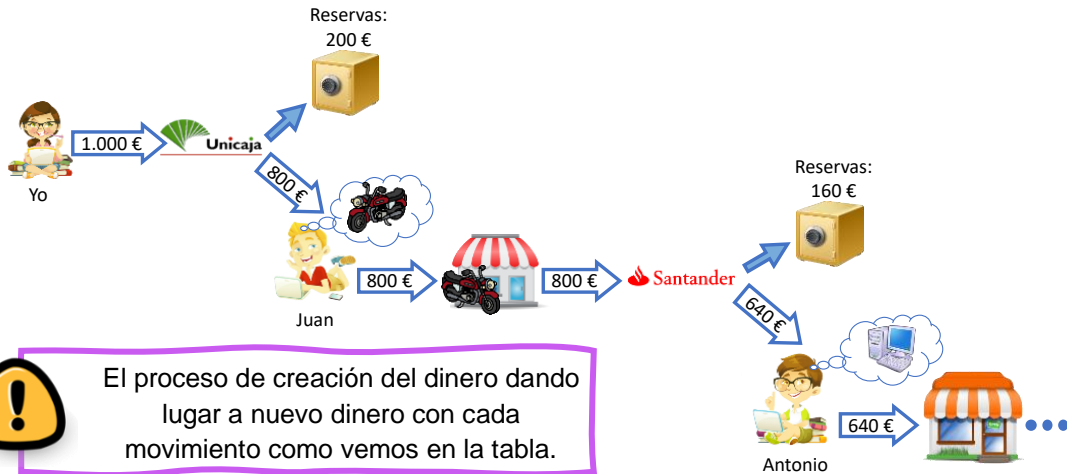 Reservas:
200 €
1.000 €
Unicaja
Yo
800 €
Reservas:
160 €
800 €
800 €
Santander
Juan
640 €
El proceso de creación del dinero dando
lugar a nuevo dinero con cada
movimiento como vemos en la tabla.
640 €
Antonio